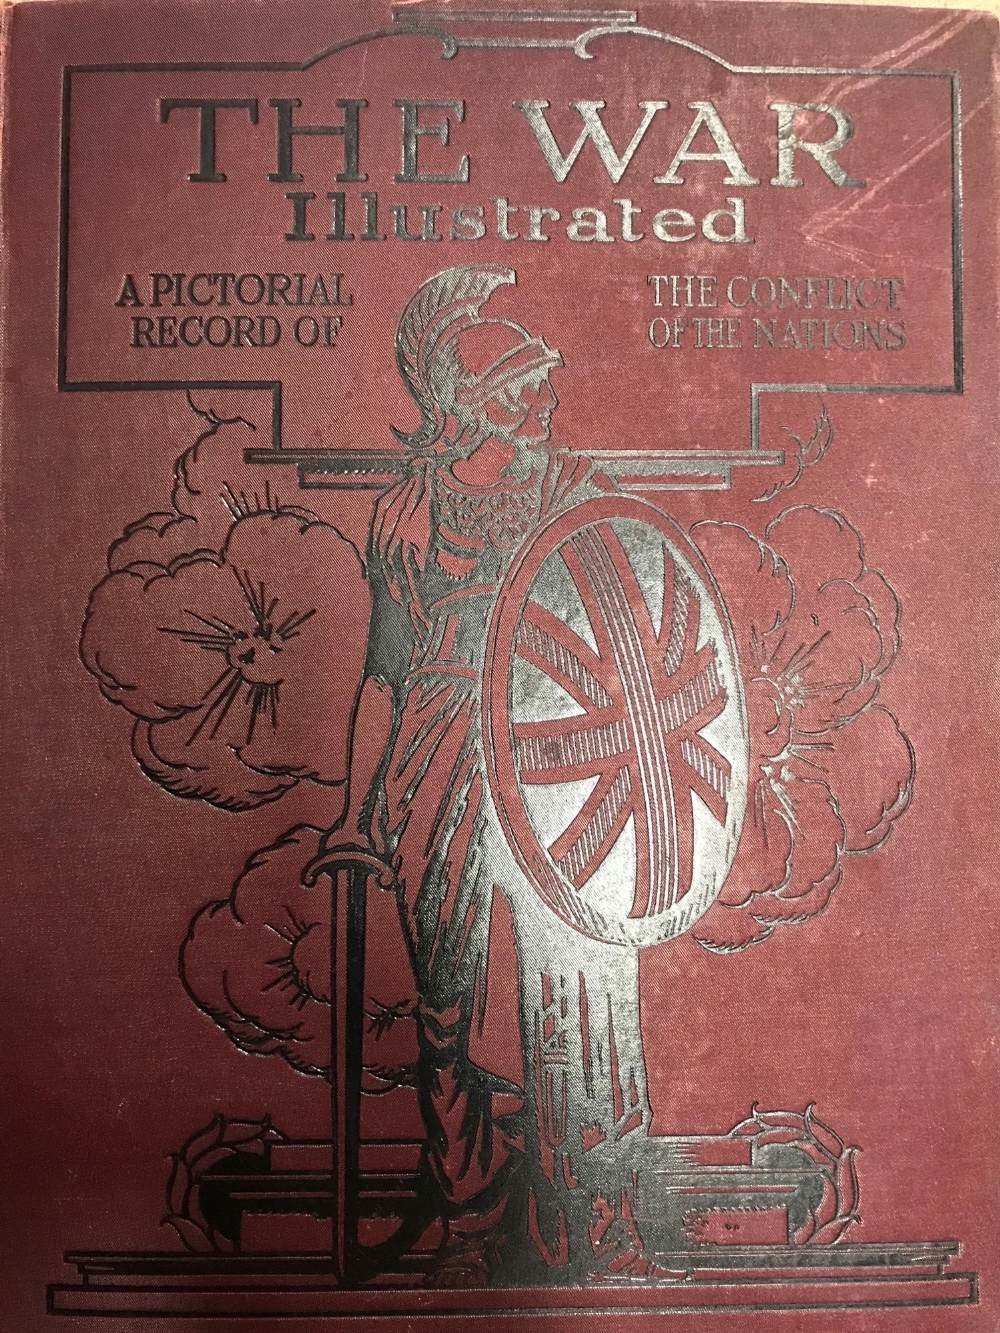 THE WAR
Illustrated
A PICTORIAL
RECORD OF
THE CONFLICT
OF THE NATIONS